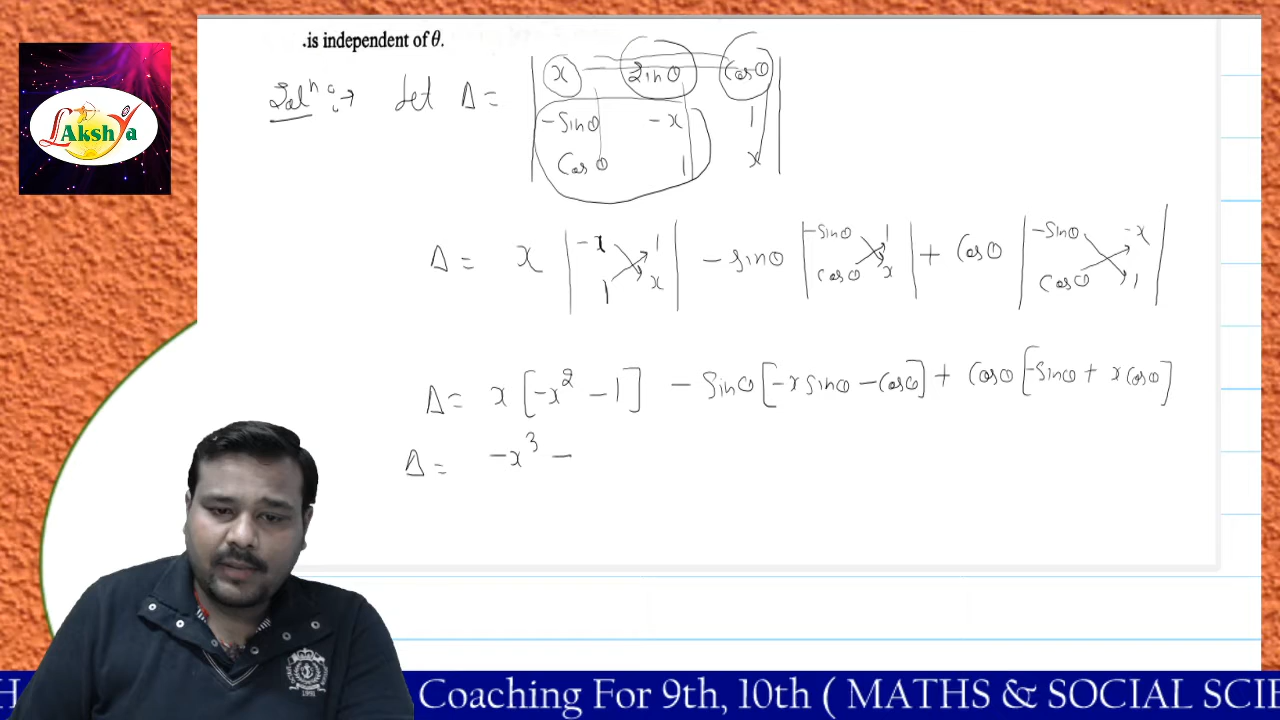 .is independent of θ.
Solⁿ :→ Let Δ = | x sinθ cosθ |
| -sinθ -x 1 |
| cosθ 1 x |
LAkshYa
Δ = x | -x 1 | - sinθ | -sinθ 1 | + cosθ | -sinθ -x |
| 1 x | | cosθ x | | cosθ 1 |
Δ = x [-x² - 1] - sinθ [-x sinθ - cosθ] + cosθ [-sinθ + x cosθ]
Δ = -x³ -
Coaching For 9th, 10th ( MATHS & SOCIAL SCIE